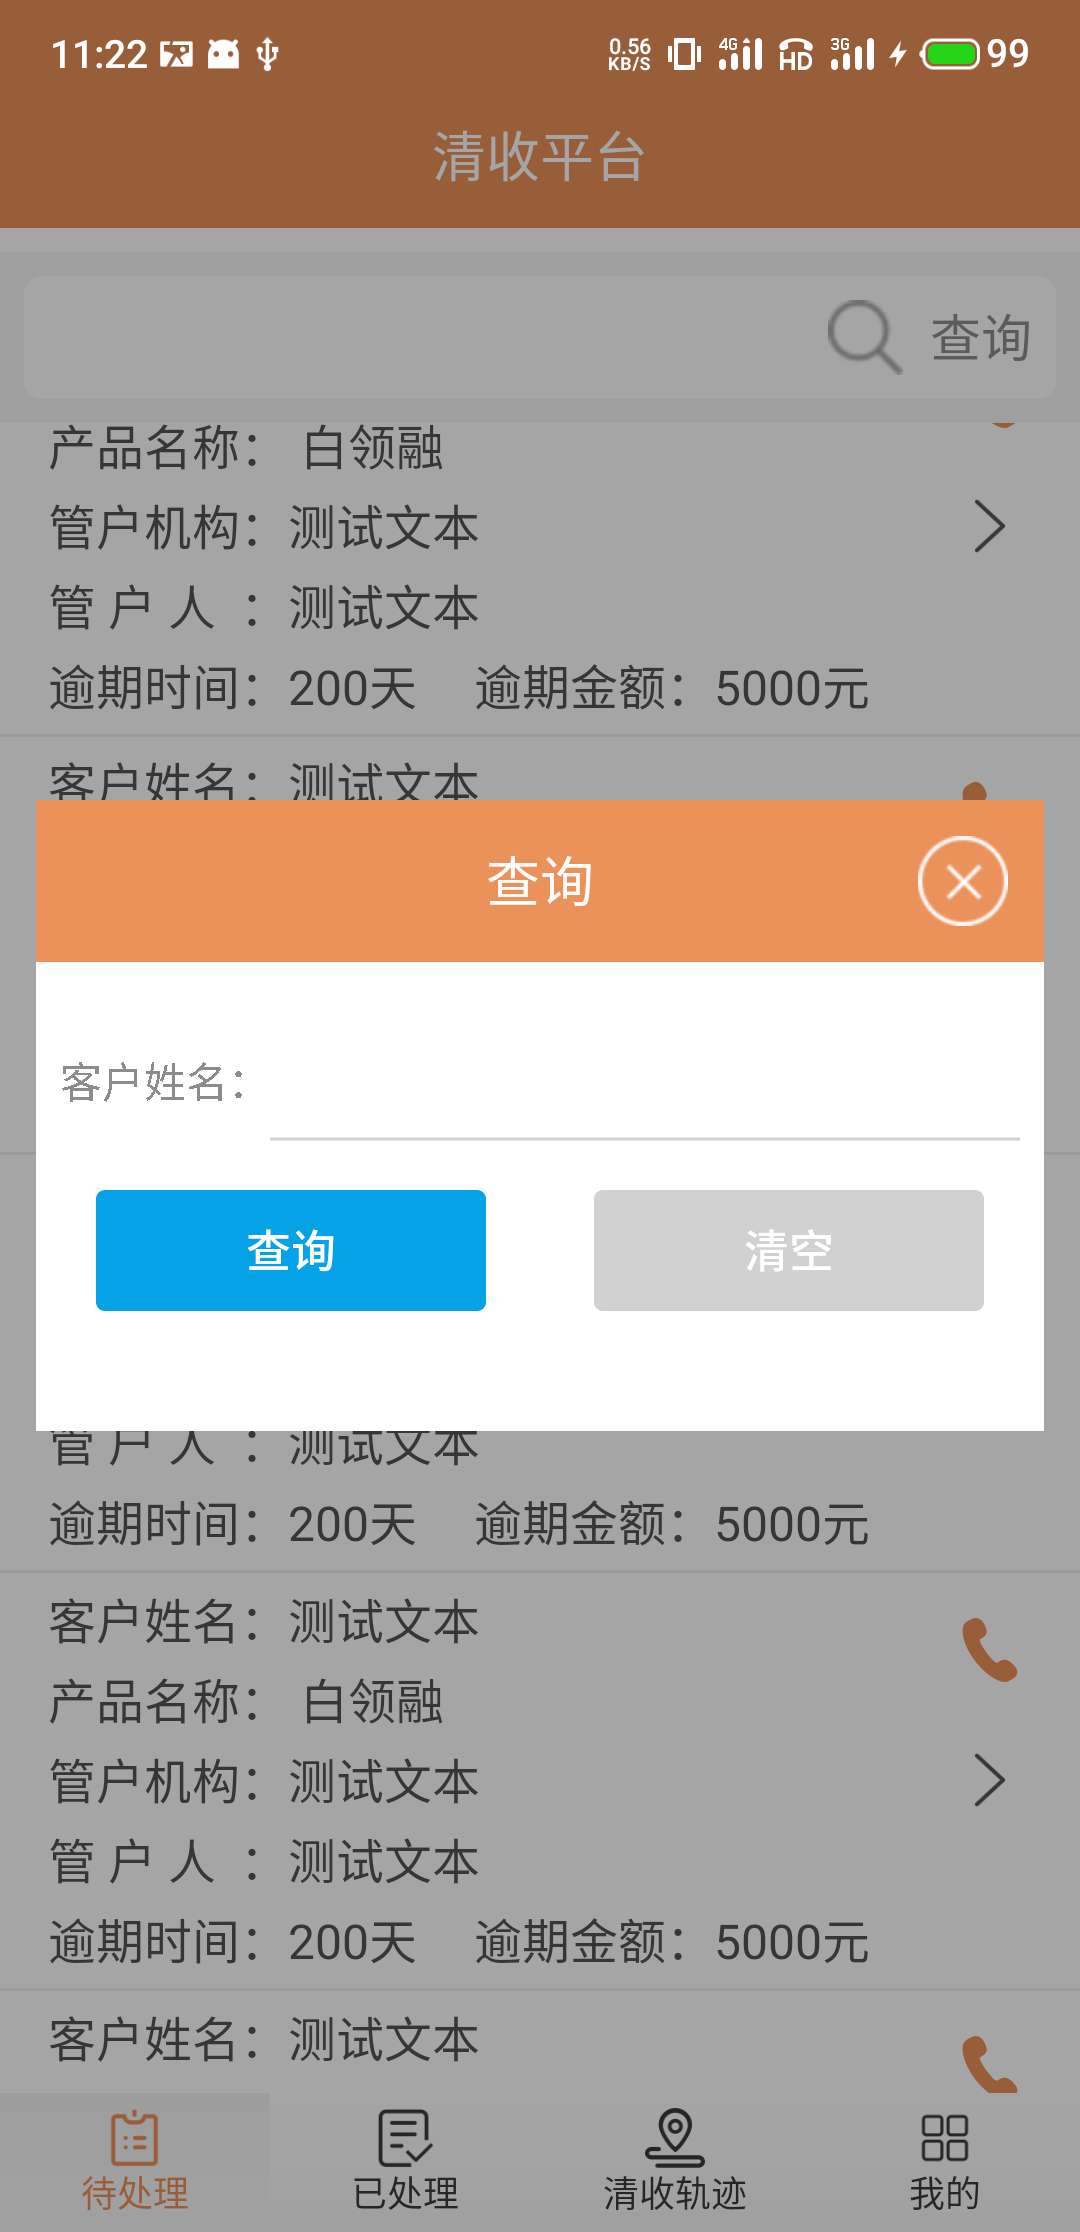 11:22 0.56 KB/S 4G HD 3G 99
清收平台
查询
产品名称： 白领融
管户机构：测试文本
管 户 人 ：测试文本
逾期时间：200天 逾期金额：5000元
客户姓名：测试文本
查询
客户姓名：
查询 清空
管 户 人 ：测试文本
逾期时间：200天 逾期金额：5000元
客户姓名：测试文本
产品名称： 白领融
管户机构：测试文本
管 户 人 ：测试文本
逾期时间：200天 逾期金额：5000元
客户姓名：测试文本
待处理 已处理 清收轨迹 我的